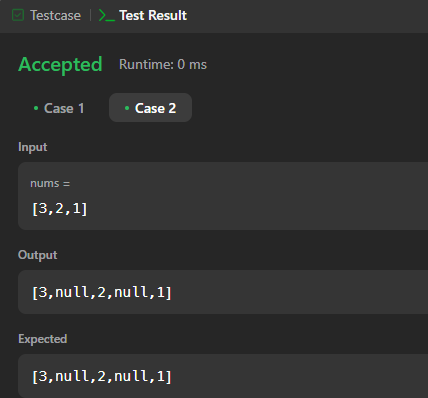 Testcase | >_ Test Result
Accepted Runtime: 0 ms
• Case 1 • Case 2
Input
nums =
[3,2,1]
Output
[3,null,2,null,1]
Expected
[3,null,2,null,1]